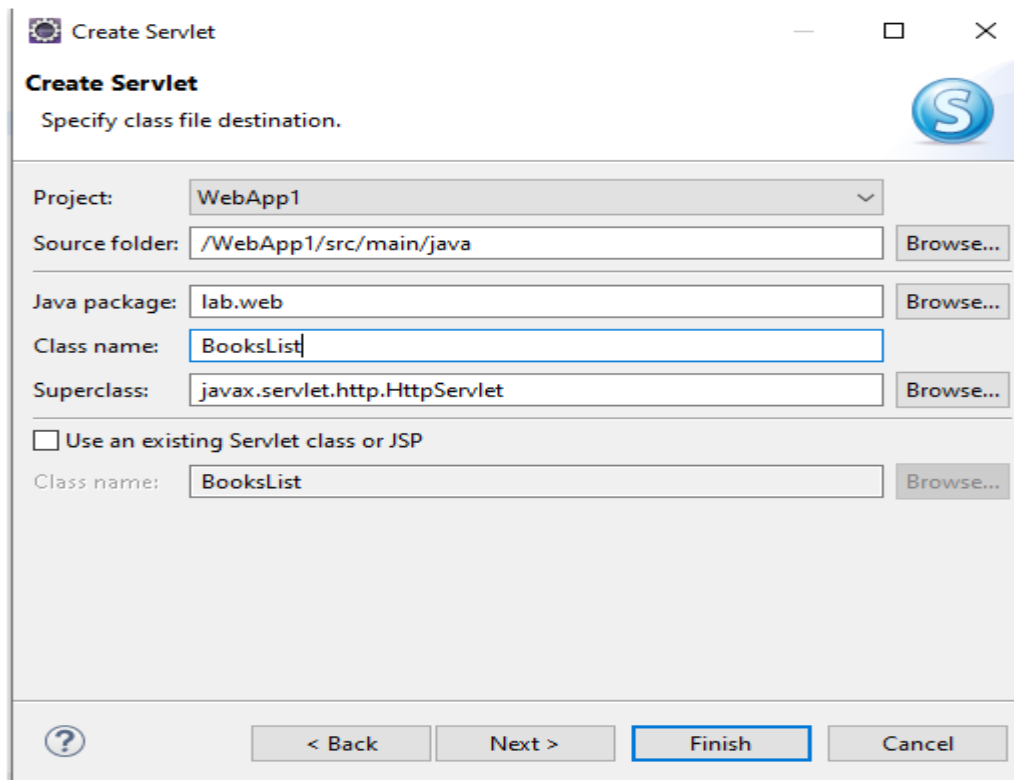 Create Servlet
Create Servlet
Specify class file destination.
Project: WebApp1
Source folder: /WebApp1/src/main/java Browse...
Java package: lab.web Browse...
Class name: BooksList
Superclass: javax.servlet.http.HttpServlet Browse...
Use an existing Servlet class or JSP
Class name: BooksList Browse...
? < Back Next > Finish Cancel